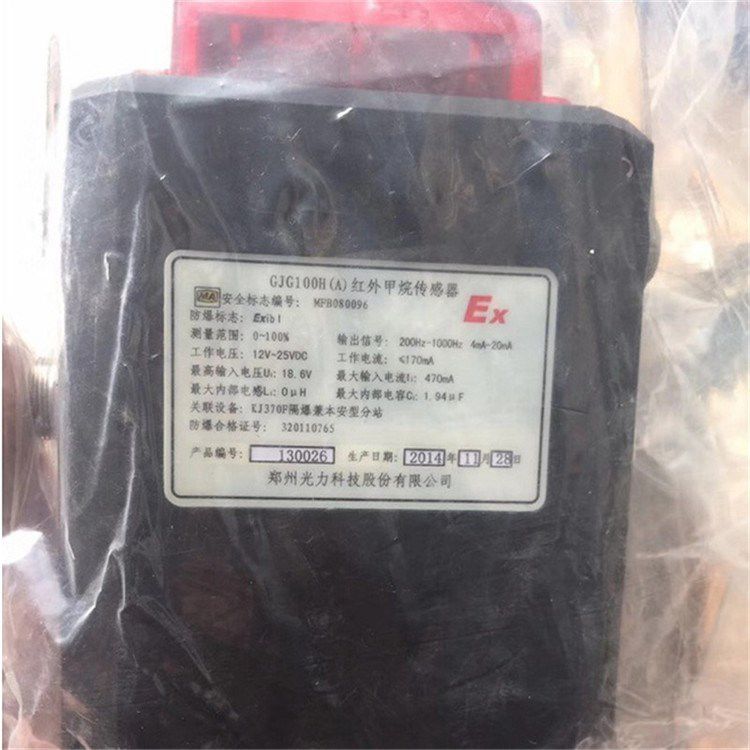 GJG100H(A)红外甲烷传感器
MA 安全标志编号: MFB080096
Ex
防爆标志: ExibI
测量范围: 0~100% 输出信号: 200Hz-1000Hz 4mA-20mA
工作电压: 12V~25VDC 工作电流: ≤170mA
最高输入电压Uᵢ: 18.6V 最大输入电流Iᵢ: 470mA
最大内部电感Lᵢ: 0μH 最大内部电容Cᵢ: 1.94μF
关联设备: KJ370F隔爆兼本安型分站
防爆合格证号: 320110765
产品编号: 130026 生产日期: 2014年11月28日
郑州光力科技股份有限公司